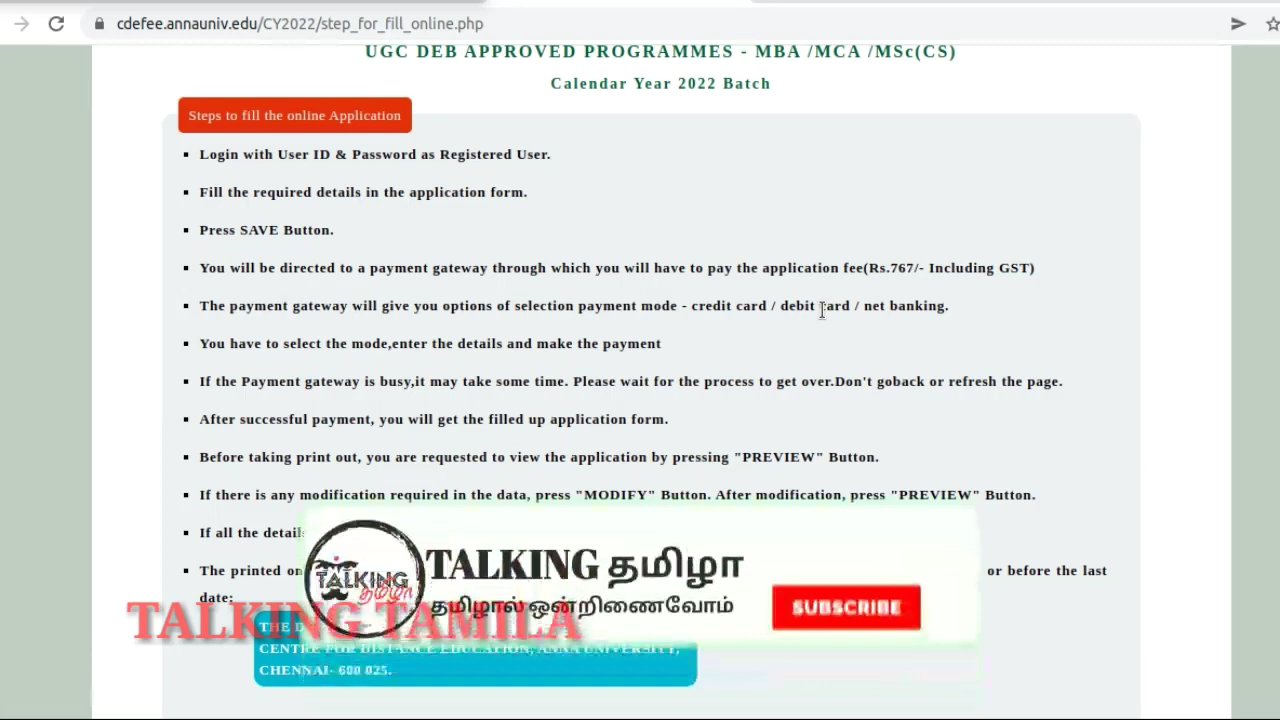 cdefee.annauniv.edu/CY2022/step_for_fill_online.php
UGC DEB APPROVED PROGRAMMES - MBA /MCA /MSc(CS)
Calendar Year 2022 Batch
Steps to fill the online Application
Login with User ID & Password as Registered User.
Fill the required details in the application form.
Press SAVE Button.
You will be directed to a payment gateway through which you will have to pay the application fee(Rs.767/- Including GST)
The payment gateway will give you options of selection payment mode - credit card / debit card / net banking.
You have to select the mode,enter the details and make the payment
If the Payment gateway is busy,it may take some time. Please wait for the process to get over.Don't goback or refresh the page.
After successful payment, you will get the filled up application form.
Before taking print out, you are requested to view the application by pressing "PREVIEW" Button.
If there is any modification required in the data, press "MODIFY" Button. After modification, press "PREVIEW" Button.
If all the detail
The printed on or before the last
date:
TALKING தமிழா
TALKING தமிழா
தமிழால் ஒன்றிணைவோம்
SUBSCRIBE
TALKING TAMILA
THE D
CENTRE FOR DISTANCE EDUCATION, ANNA UNIVERSITY,
CHENNAI- 600 025.